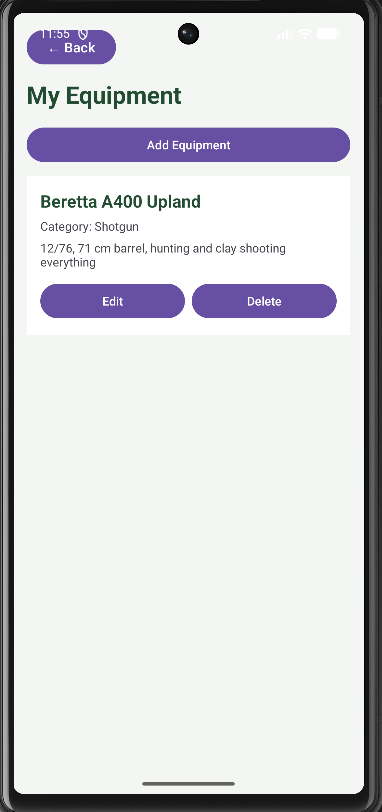 11:55
← Back
My Equipment
Add Equipment
Beretta A400 Upland
Category: Shotgun
12/76, 71 cm barrel, hunting and clay shooting
everything
Edit
Delete